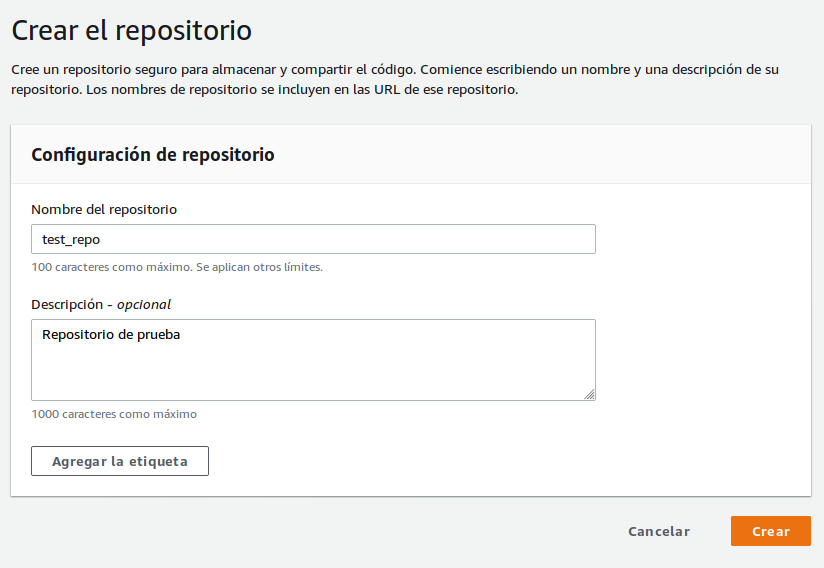 Crear el repositorio
Cree un repositorio seguro para almacenar y compartir el código. Comience escribiendo un nombre y una descripción de su
repositorio. Los nombres de repositorio se incluyen en las URL de ese repositorio.
Configuración de repositorio
Nombre del repositorio
test_repo
100 caracteres como máximo. Se aplican otros límites.
Descripción - opcional
Repositorio de prueba
1000 caracteres como máximo
Agregar la etiqueta
Cancelar
Crear